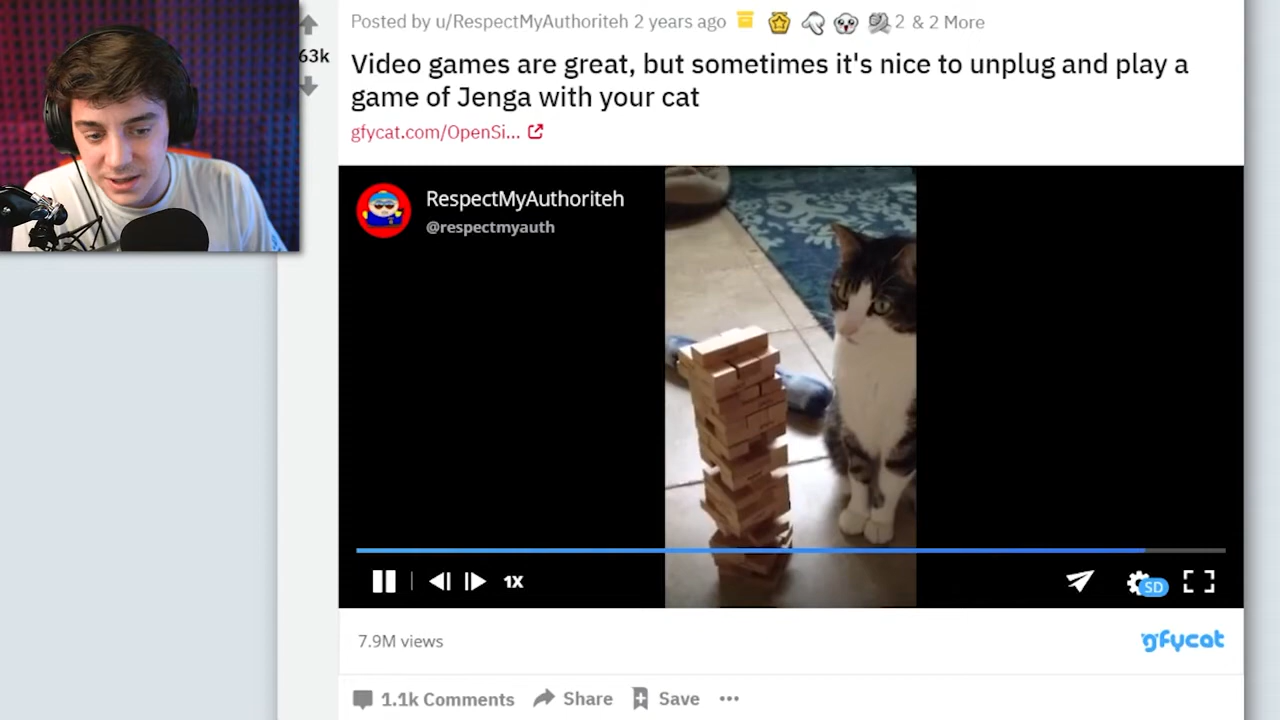 Posted by u/RespectMyAuthoriteh 2 years ago 2 & 2 More
63k
Video games are great, but sometimes it's nice to unplug and play a
game of Jenga with your cat
gfycat.com/OpenSi...
RespectMyAuthoriteh
@respectmyauth
1X
SD
7.9M views
gfycat
1.1k Comments Share Save